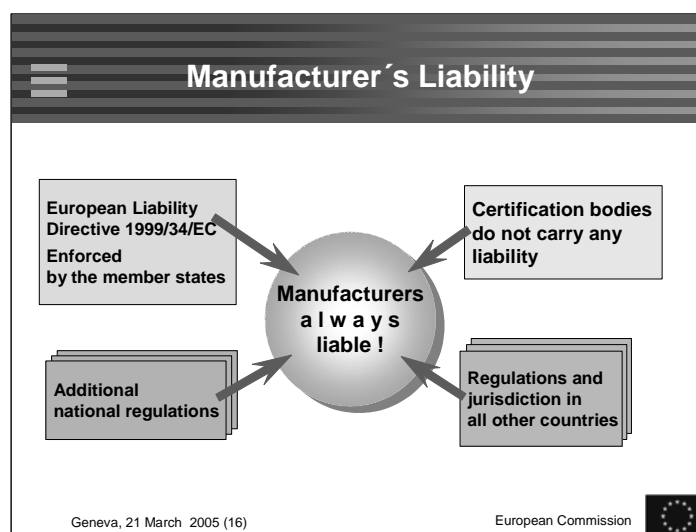 Manufacturer´s Liability
European Liability
Directive 1999/34/EC
Enforced
by the member states
Certification bodies
do not carry any
liability
Manufacturers
a l w a y s
liable !
Additional
national regulations
Regulations and
jurisdiction in
all other countries
Geneva, 21 March 2005 (16)
European Commission